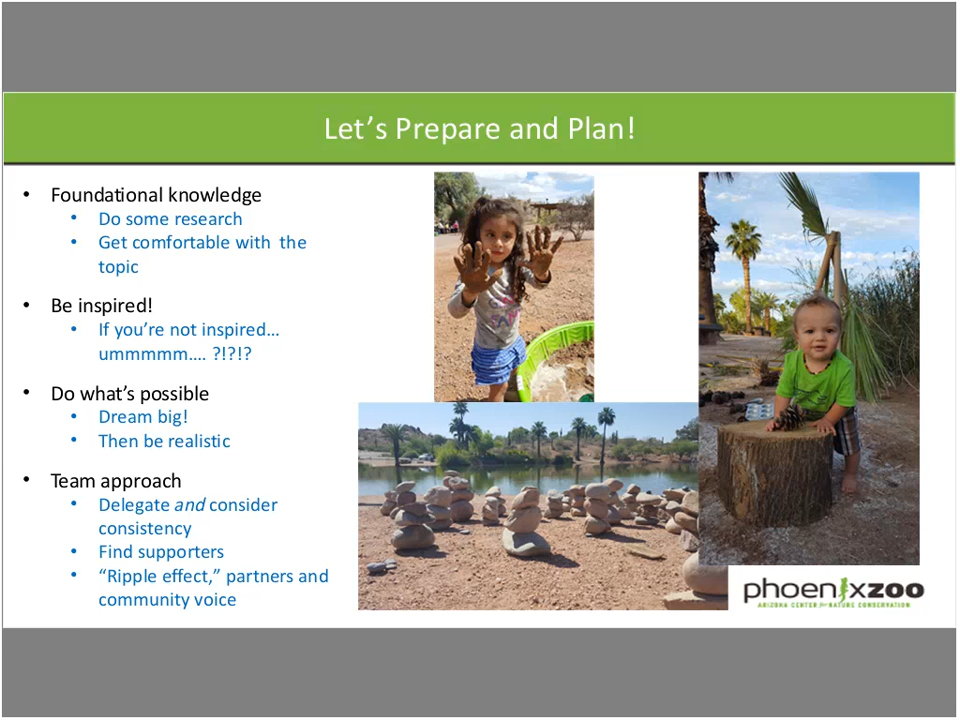 Let's Prepare and Plan!
• Foundational knowledge
• Do some research
• Get comfortable with the
topic
• Be inspired!
• If you're not inspired…
ummmmm…. ?!?!?
• Do what's possible
• Dream big!
• Then be realistic
• Team approach
• Delegate and consider
consistency
• Find supporters
• "Ripple effect," partners and
community voice
phoenixzoo
ARIZONA CENTER for NATURE CONSERVATION